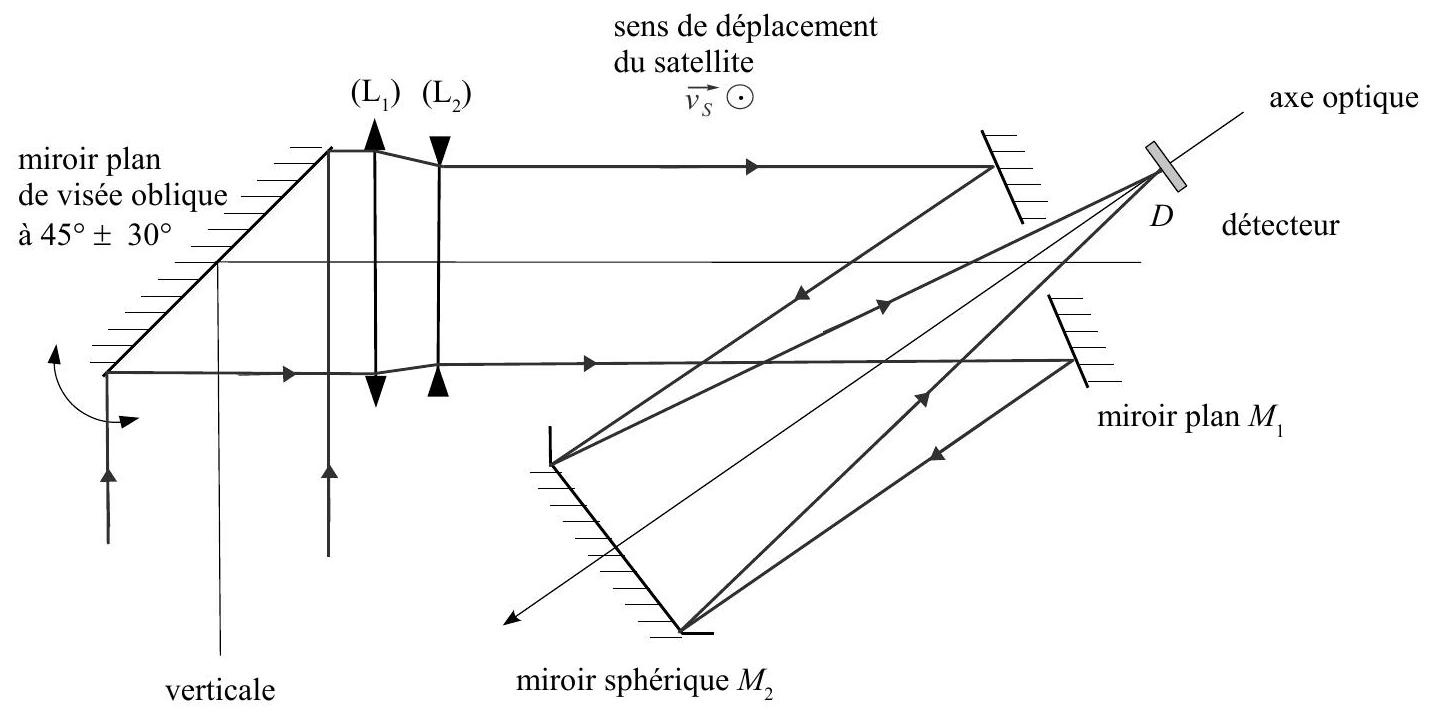 sens de déplacement
du satellite
v_S ⊙
axe optique
(L₁) (L₂)
miroir plan
de visée oblique
à 45° ± 30°
D
détecteur
miroir plan M₁
miroir sphérique M₂
verticale